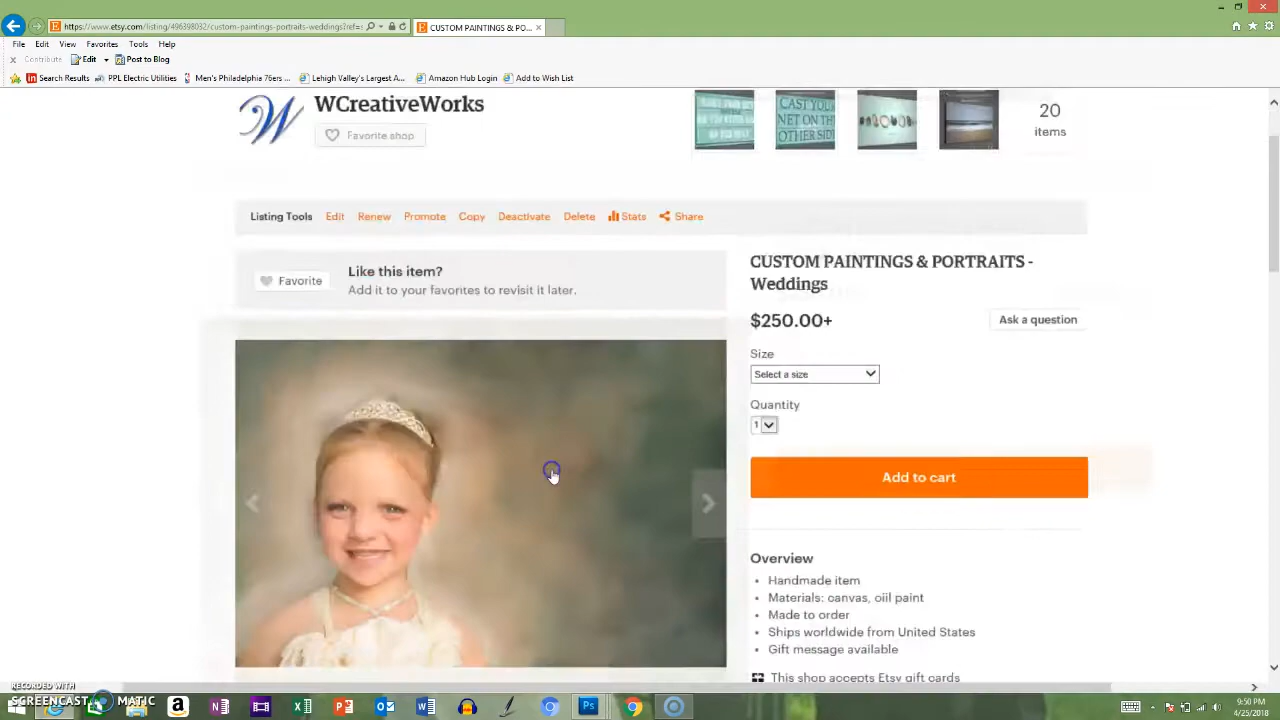 https://www.etsy.com/listing/496398032/custom-paintings-portraits-weddings?ref=
CUSTOM PAINTINGS & PO...
File Edit View Favorites Tools Help
Contribute Edit Post to Blog
Search Results PPL Electric Utilities Men's Philadelphia 76ers ... Lehigh Valley's Largest A... Amazon Hub Login Add to Wish List
W WCreativeWorks
Favorite shop
CAST YOUR
NET ON THE
OTHER SIDE
20
items
Listing Tools Edit Renew Promote Copy Deactivate Delete Stats Share
Favorite
Like this item?
Add it to your favorites to revisit it later.
CUSTOM PAINTINGS & PORTRAITS -
Weddings
$250.00+
Ask a question
Size
Select a size
Quantity
1
Add to cart
Overview
Handmade item
Materials: canvas, oiil paint
Made to order
Ships worldwide from United States
Gift message available
This shop accepts Etsy gift cards
RECORDED WITH
SCREENCAST MATIC
9:50 PM
4/25/2018